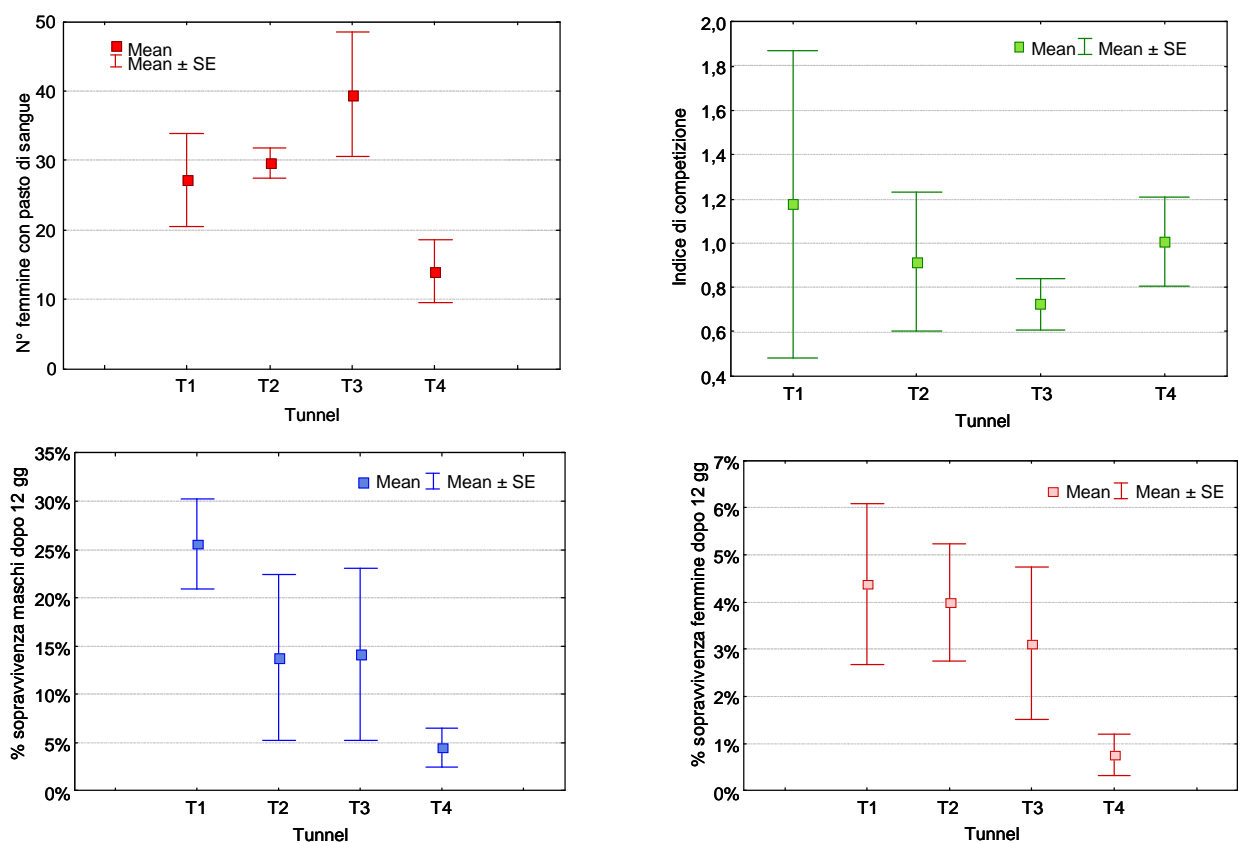 50
40
30
20
10
0
N° femmine con pasto di sangue
Mean
Mean ± SE
T1 T2 T3 T4
Tunnel
2,0
1,8
1,6
1,4
1,2
1,0
0,8
0,6
0,4
Indice di competizione
Mean Mean ± SE
T1 T2 T3 T4
Tunnel
35%
30%
25%
20%
15%
10%
5%
0%
% sopravvivenza maschi dopo 12 gg
Mean Mean ± SE
T1 T2 T3 T4
Tunnel
7%
6%
5%
4%
3%
2%
1%
0%
% sopravvivenza femmine dopo 12 gg
Mean Mean ± SE
T1 T2 T3 T4
Tunnel